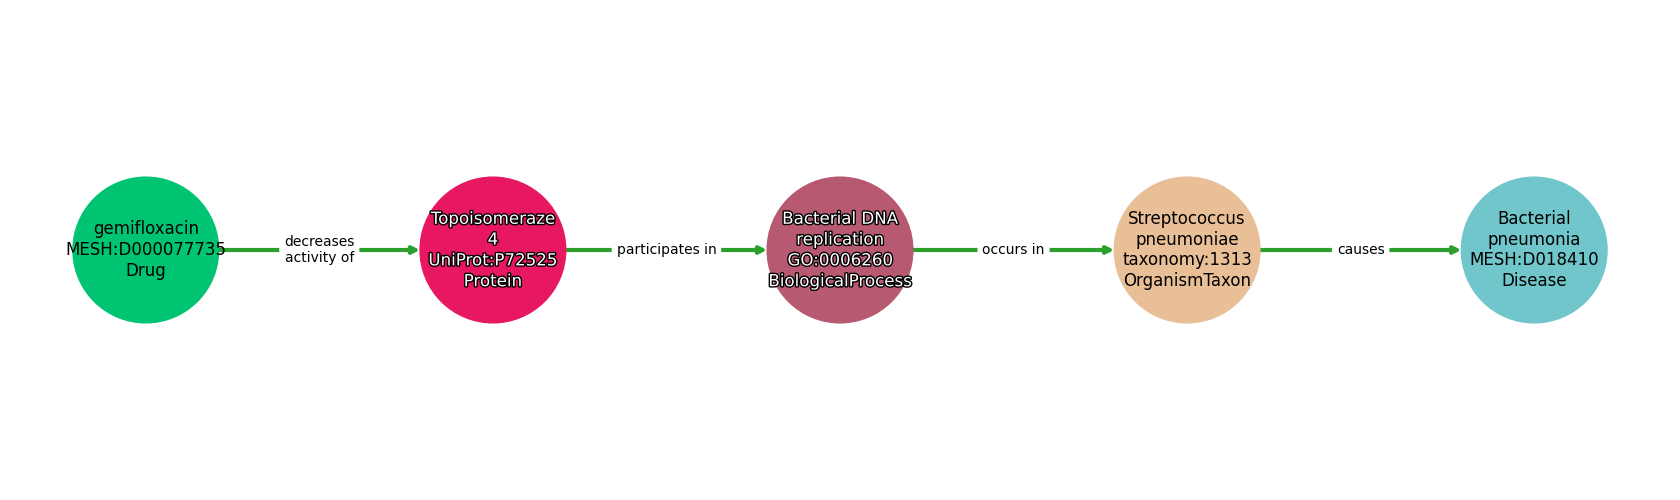 gemifloxacin
MESH:D000077735
Drug
decreases
activity of
Topoisomeraze
4
UniProt:P72525
Protein
participates in
Bacterial DNA
replication
GO:0006260
BiologicalProcess
occurs in
Streptococcus
pneumoniae
taxonomy:1313
OrganismTaxon
causes
Bacterial
pneumonia
MESH:D018410
Disease